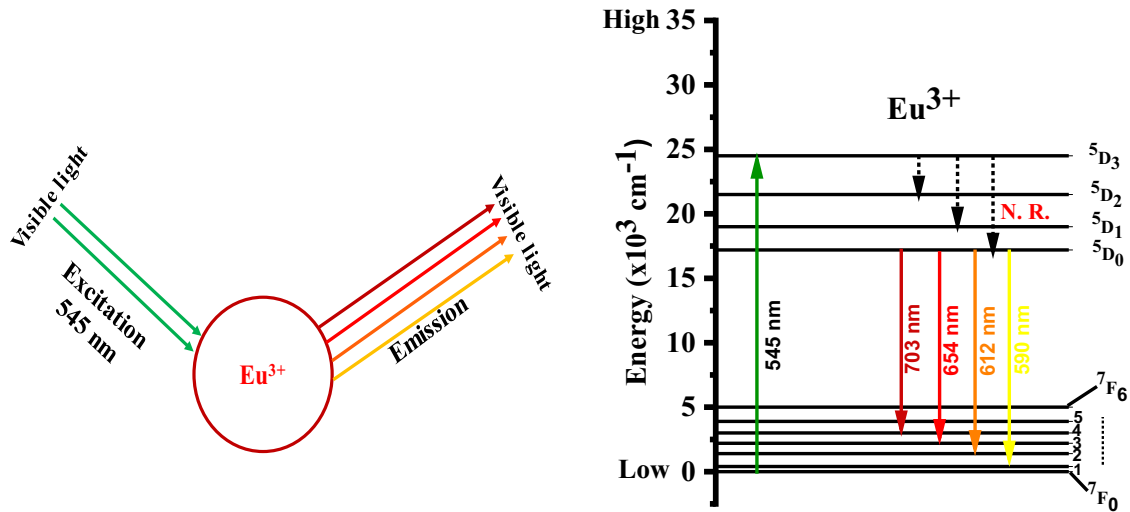 Visible light
Excitation
545 nm
Eu³⁺
Emission
Visible light
High
Low
Energy (x10³ cm⁻¹)
35
30
25
20
15
10
5
0
Eu³⁺
⁵D₃
⁵D₂
N. R.
⁵D₁
⁵D₀
545 nm
703 nm
654 nm
612 nm
590 nm
⁷F₆
5
4
3
2
1
⁷F₀